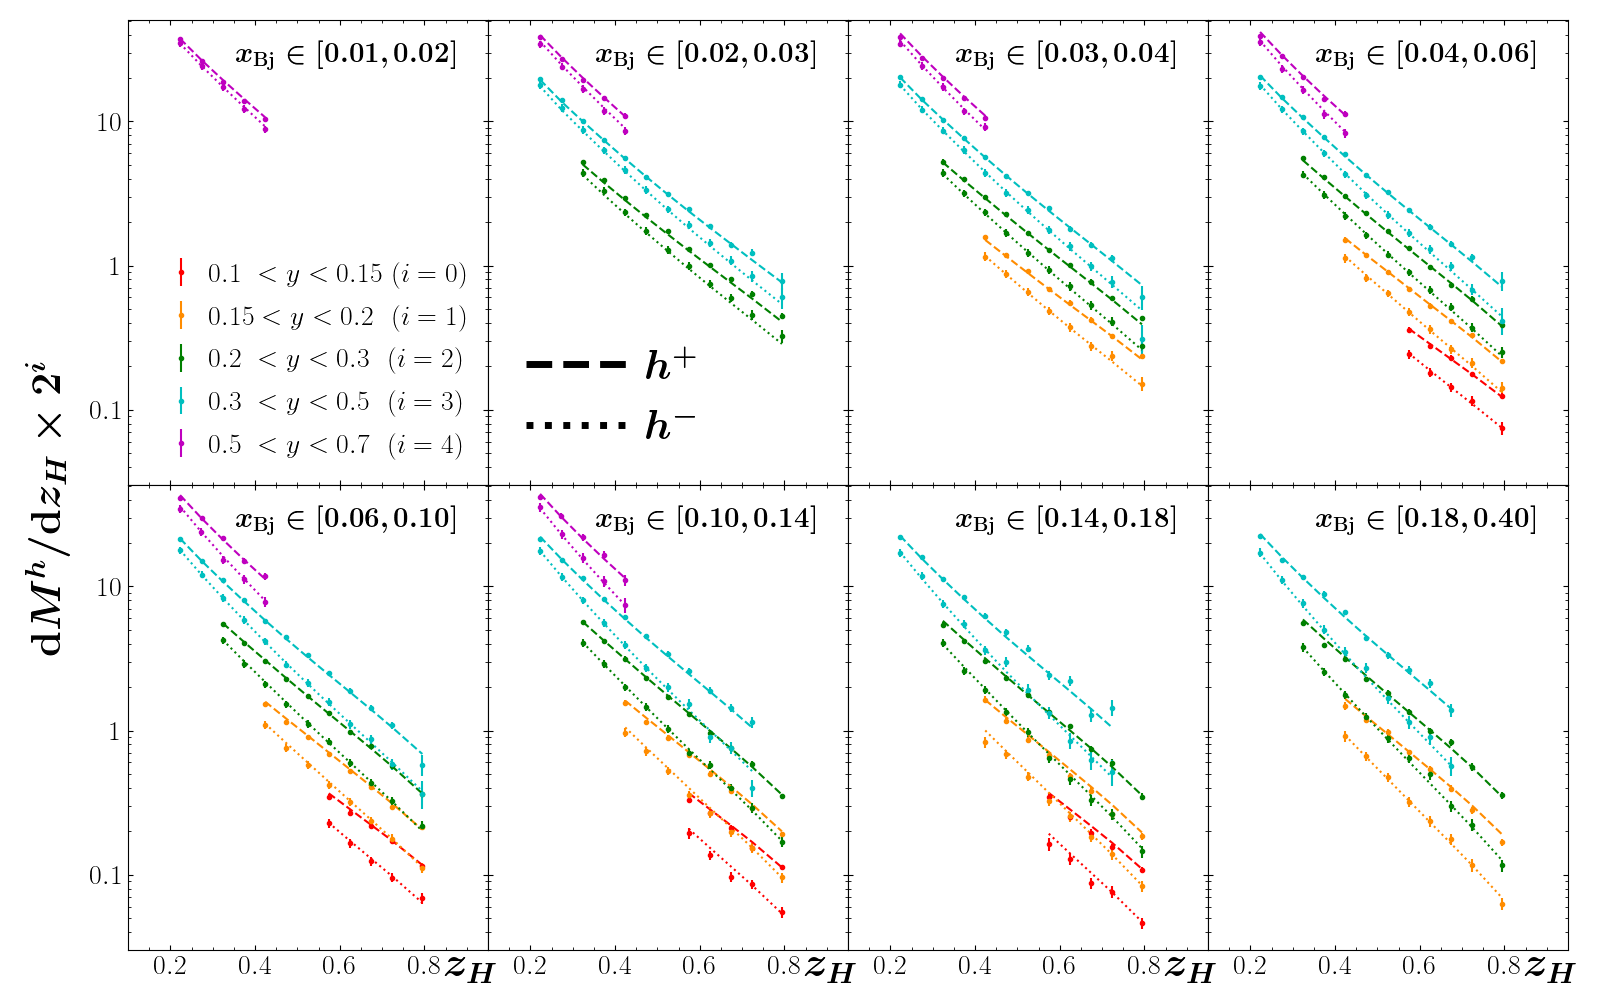 dM^h/dz_H × 2^i
x_Bj ∈ [0.01, 0.02]
x_Bj ∈ [0.02, 0.03]
x_Bj ∈ [0.03, 0.04]
x_Bj ∈ [0.04, 0.06]
10
1
0.1
0.1 < y < 0.15 (i = 0)
0.15 < y < 0.2 (i = 1)
0.2 < y < 0.3 (i = 2)
0.3 < y < 0.5 (i = 3)
0.5 < y < 0.7 (i = 4)
h^+
h^−
x_Bj ∈ [0.06, 0.10]
x_Bj ∈ [0.10, 0.14]
x_Bj ∈ [0.14, 0.18]
x_Bj ∈ [0.18, 0.40]
10
1
0.1
0.2 0.4 0.6 0.8 z_H
0.2 0.4 0.6 0.8 z_H
0.2 0.4 0.6 0.8 z_H
0.2 0.4 0.6 0.8 z_H